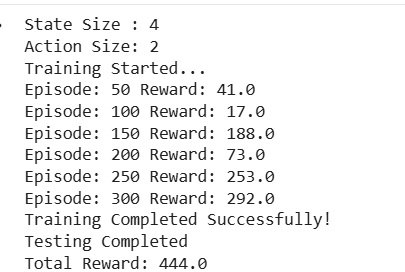 State Size : 4
Action Size: 2
Training Started...
Episode: 50 Reward: 41.0
Episode: 100 Reward: 17.0
Episode: 150 Reward: 188.0
Episode: 200 Reward: 73.0
Episode: 250 Reward: 253.0
Episode: 300 Reward: 292.0
Training Completed Successfully!
Testing Completed
Total Reward: 444.0